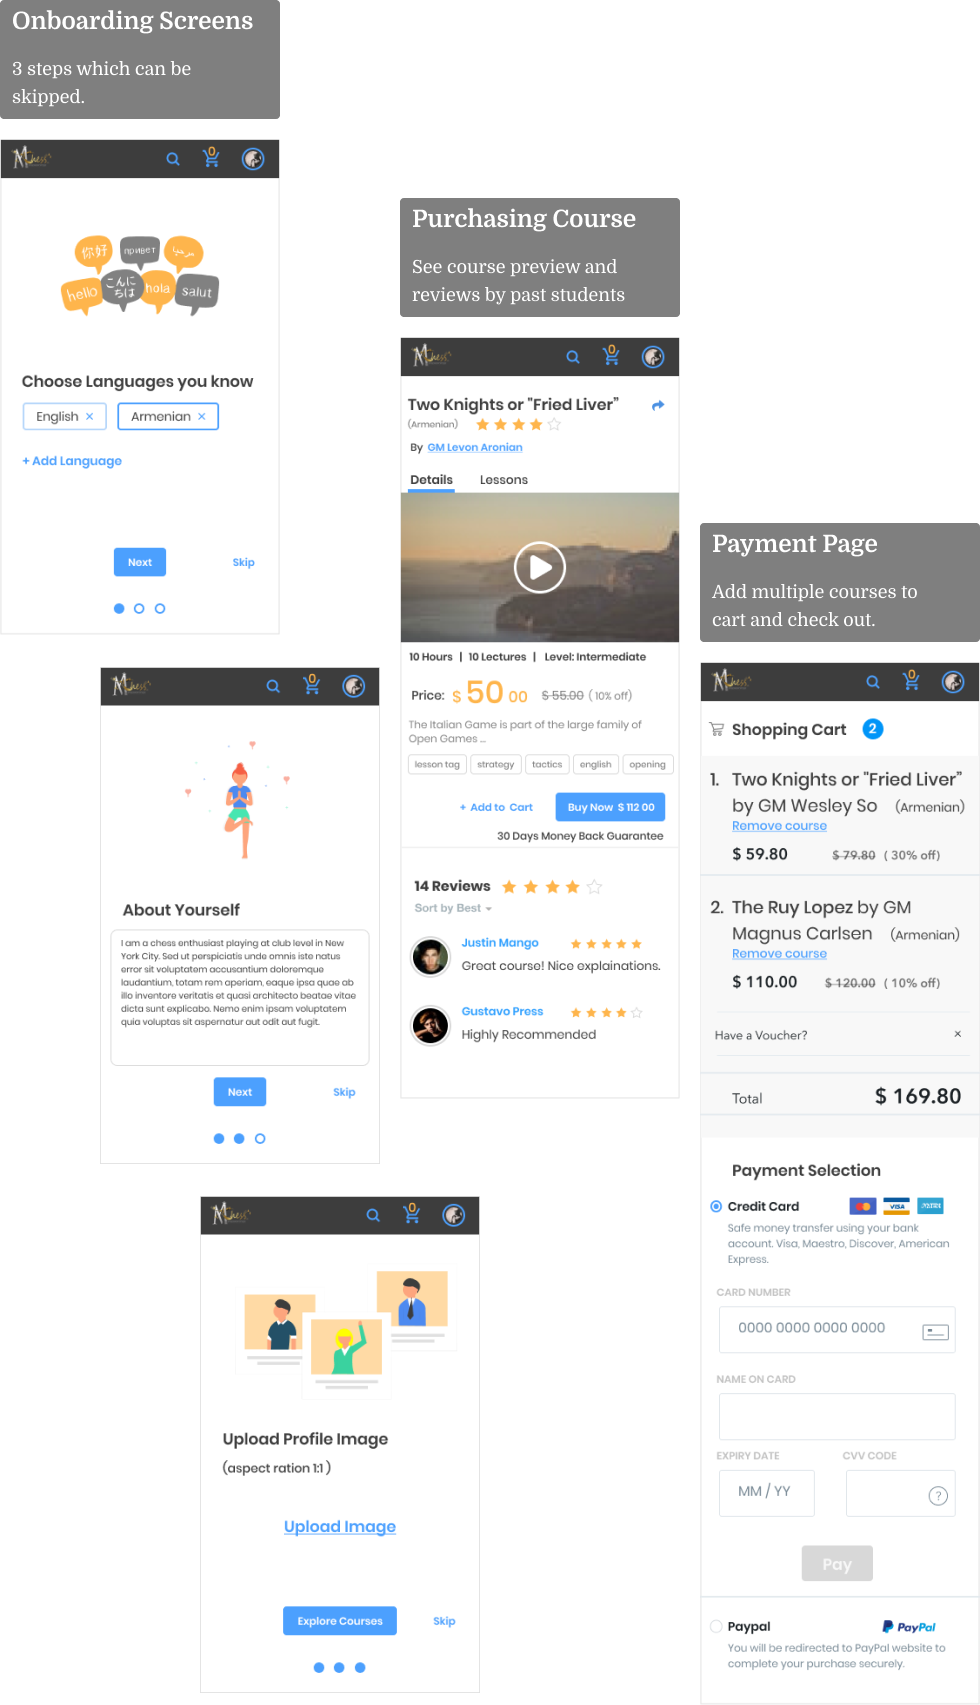 Onboarding Screens
3 steps which can be
skipped.
0
你好
привет
مرحبا
hello
こんに
ちは
hola
salut
Choose Languages you know
English ×
Armenian ×
+ Add Language
Next
Skip
0
About Yourself
I am a chess enthusiast playing at club level in New
York City. Sed ut perspiciatis unde omnis iste natus
error sit voluptatem accusantium doloremque
laudantium, totam rem aperiam, eaque ipsa quae ab
illo inventore veritatis et quasi architecto beatae vitae
dicta sunt explicabo. Nemo enim ipsam voluptatem
quia voluptas sit aspernatur aut odit aut fugit.
Next
Skip
0
Upload Profile Image
(aspect ration 1:1 )
Upload Image
Explore Courses
Skip
Purchasing Course
See course preview and
reviews by past students
0
Two Knights or "Fried Liver"
(Armenian)
By GM Levon Aronian
Details Lessons
10 Hours | 10 Lectures | Level: Intermediate
Price: $ 50 00 $ 55.00 ( 10% off)
The Italian Game is part of the large family of
Open Games ...
lesson tag strategy tactics english opening
+ Add to Cart Buy Now $ 112 00
30 Days Money Back Guarantee
14 Reviews
Sort by Best
Justin Mango
Great course! Nice explainations.
Gustavo Press
Highly Recommended
Payment Page
Add multiple courses to
cart and check out.
0
Shopping Cart 2
1. Two Knights or "Fried Liver"
by GM Wesley So (Armenian)
Remove course
$ 59.80 $ 79.80 ( 30% off)
2. The Ruy Lopez by GM
Magnus Carlsen (Armenian)
Remove course
$ 110.00 $ 120.00 ( 10% off)
Have a Voucher? ×
Total $ 169.80
Payment Selection
Credit Card VISA
Safe money transfer using your bank
account. Visa, Maestro, Discover, American
Express.
CARD NUMBER
0000 0000 0000 0000
NAME ON CARD
EXPIRY DATE CVV CODE
MM / YY ?
Pay
Paypal PayPal
You will be redirected to PayPal website to
complete your purchase securely.